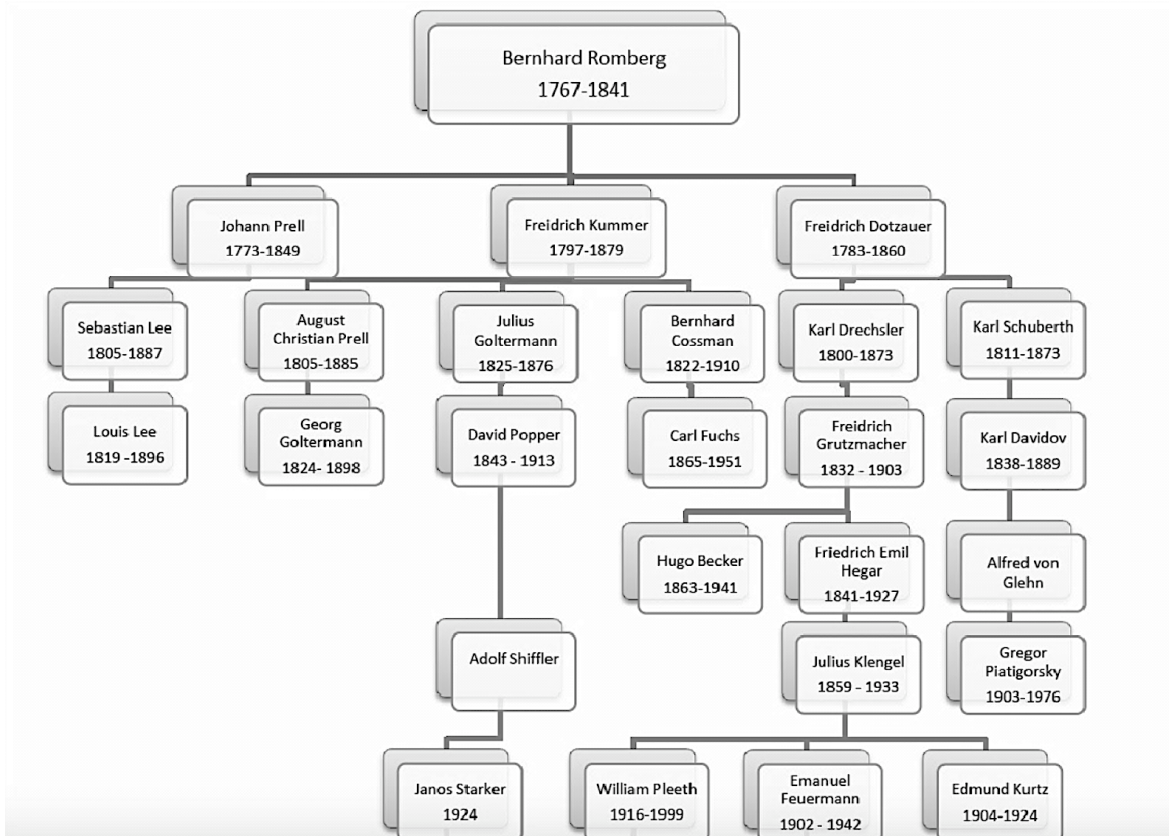 Bernhard Romberg
1767-1841
Johann Prell
1773-1849
Freidrich Kummer
1797-1879
Freidrich Dotzauer
1783-1860
Sebastian Lee
1805-1887
August
Christian Prell
1805-1885
Julius
Goltermann
1825-1876
Bernhard
Cossman
1822-1910
Karl Drechsler
1800-1873
Karl Schuberth
1811-1873
Louis Lee
1819 -1896
Georg
Goltermann
1824- 1898
David Popper
1843 - 1913
Carl Fuchs
1865-1951
Freidrich
Grutzmacher
1832 - 1903
Karl Davidov
1838-1889
Hugo Becker
1863-1941
Friedrich Emil
Hegar
1841-1927
Alfred von
Glehn
Adolf Shiffler
Julius Klengel
1859 - 1933
Gregor
Piatigorsky
1903-1976
Janos Starker
1924
William Pleeth
1916-1999
Emanuel
Feuermann
1902 - 1942
Edmund Kurtz
1904-1924